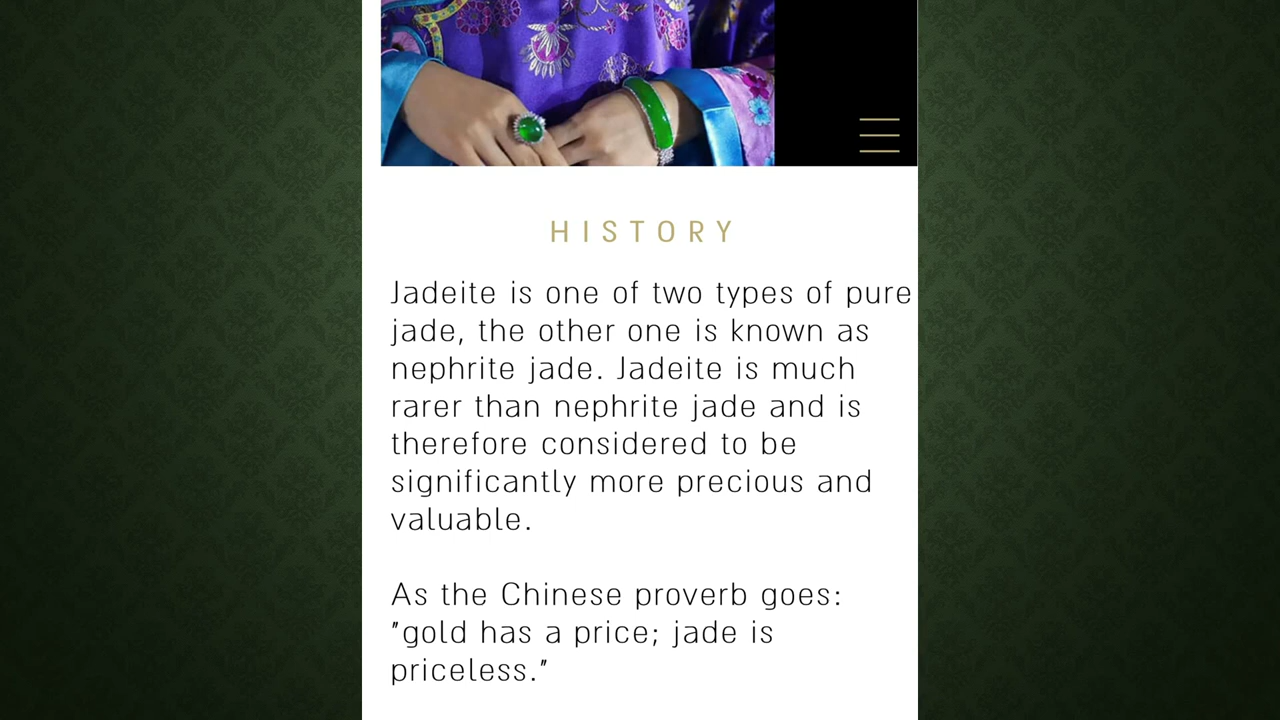 HISTORY
Jadeite is one of two types of pure
jade, the other one is known as
nephrite jade. Jadeite is much
rarer than nephrite jade and is
therefore considered to be
significantly more precious and
valuable.
As the Chinese proverb goes:
"gold has a price; jade is
priceless."